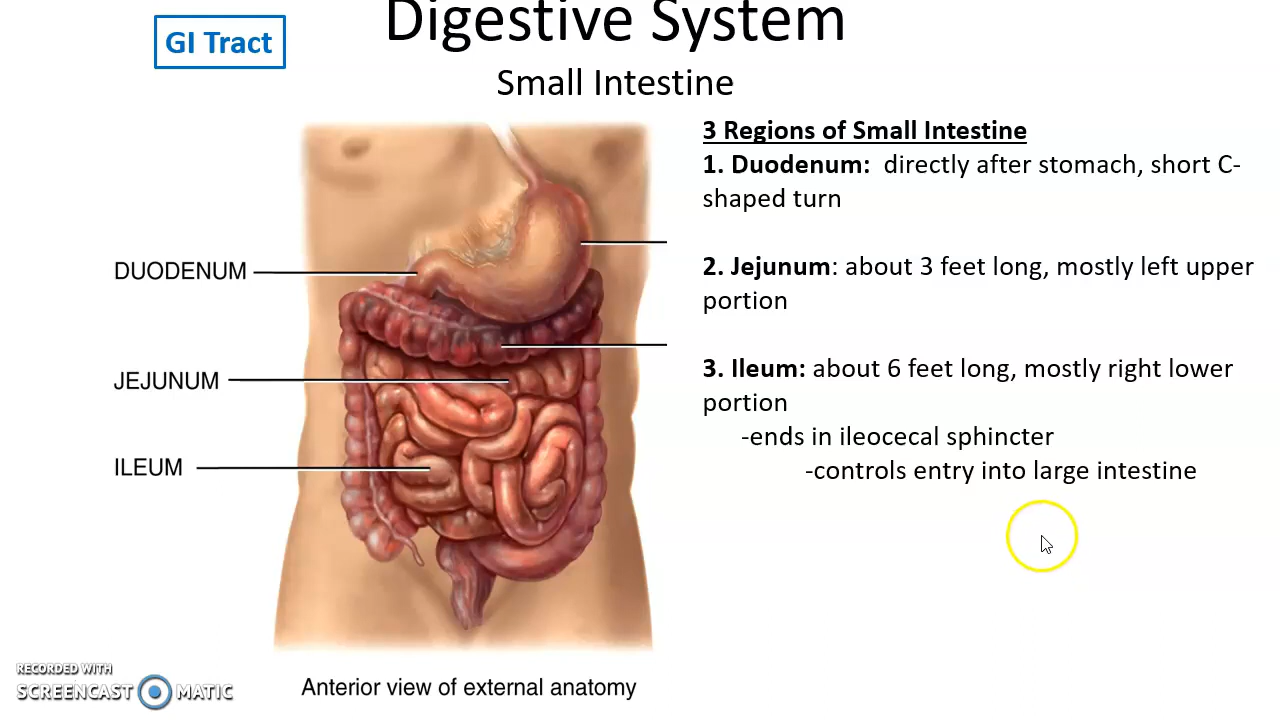 Digestive System
GI Tract
Small Intestine
3 Regions of Small Intestine
1. Duodenum: directly after stomach, short C-
shaped turn
2. Jejunum: about 3 feet long, mostly left upper
portion
3. Ileum: about 6 feet long, mostly right lower
portion
-ends in ileocecal sphincter
-controls entry into large intestine
DUODENUM
JEJUNUM
ILEUM
Anterior view of external anatomy
RECORDED WITH
SCREENCAST MATIC